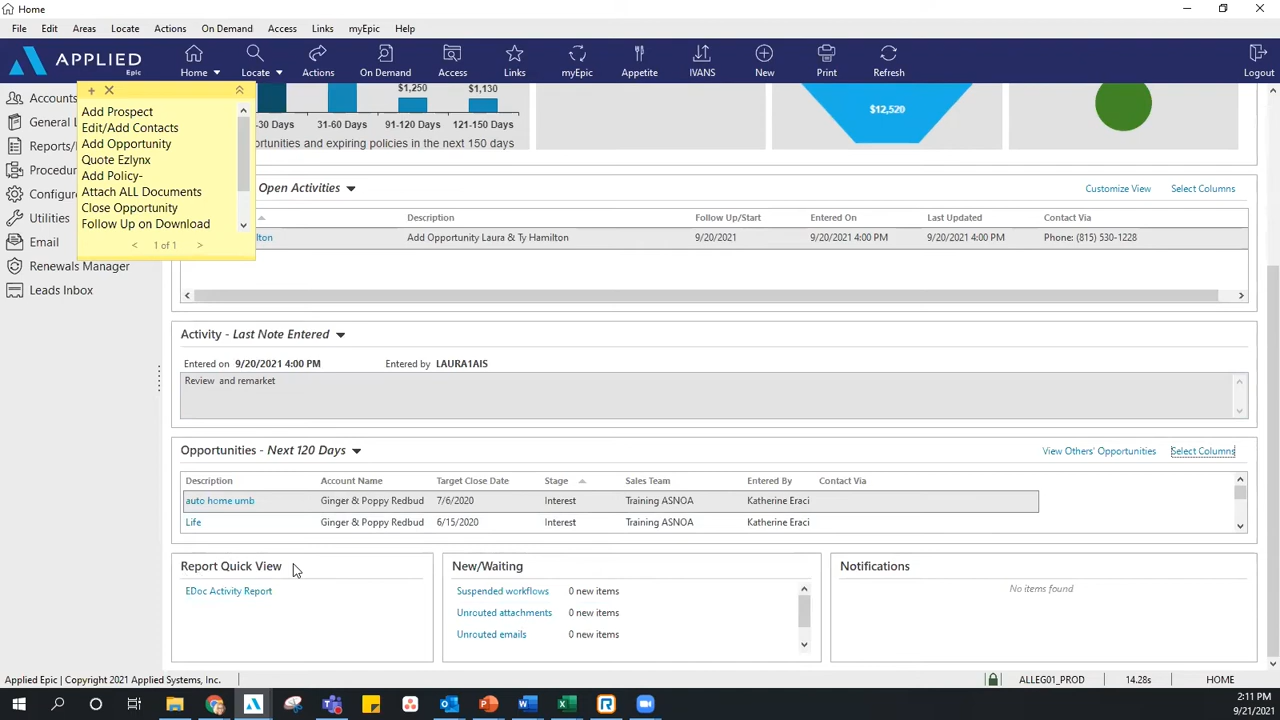 Home
File Edit Areas Locate Actions On Demand Access Links myEpic Help
APPLIED
Epic
Home Locate Actions On Demand Access Links myEpic Appetite IVANS New Print Refresh Logout
Accounts
General L
Reports/
Procedur
Configure
Utilities
Email
Renewals Manager
Leads Inbox
+ ×
Add Prospect
Edit/Add Contacts
Add Opportunity
Quote Ezlynx
Add Policy-
Attach ALL Documents
Close Opportunity
Follow Up on Download
< 1 of 1 >
$1,250 $1,130
-30 Days 31-60 Days 91-120 Days 121-150 Days
ortunities and expiring policies in the next 150 days
$12,520
Open Activities Customize View Select Columns
Description Follow Up/Start Entered On Last Updated Contact Via
lton Add Opportunity Laura & Ty Hamilton 9/20/2021 9/20/2021 4:00 PM 9/20/2021 4:00 PM Phone: (815) 530-1228
Activity - Last Note Entered
Entered on 9/20/2021 4:00 PM Entered by LAURA1AIS
Review and remarket
Opportunities - Next 120 Days View Others' Opportunities Select Columns
Description Account Name Target Close Date Stage Sales Team Entered By Contact Via
auto home umb Ginger & Poppy Redbud 7/6/2020 Interest Training ASNOA Katherine Eraci
Life Ginger & Poppy Redbud 6/15/2020 Interest Training ASNOA Katherine Eraci
Report Quick View
EDoc Activity Report
New/Waiting
Suspended workflows 0 new items
Unrouted attachments 0 new items
Unrouted emails 0 new items
Notifications
No items found
Applied Epic | Copyright 2021 Applied Systems, Inc. ALLEG01_PROD 14.28s HOME
2:11 PM
9/21/2021